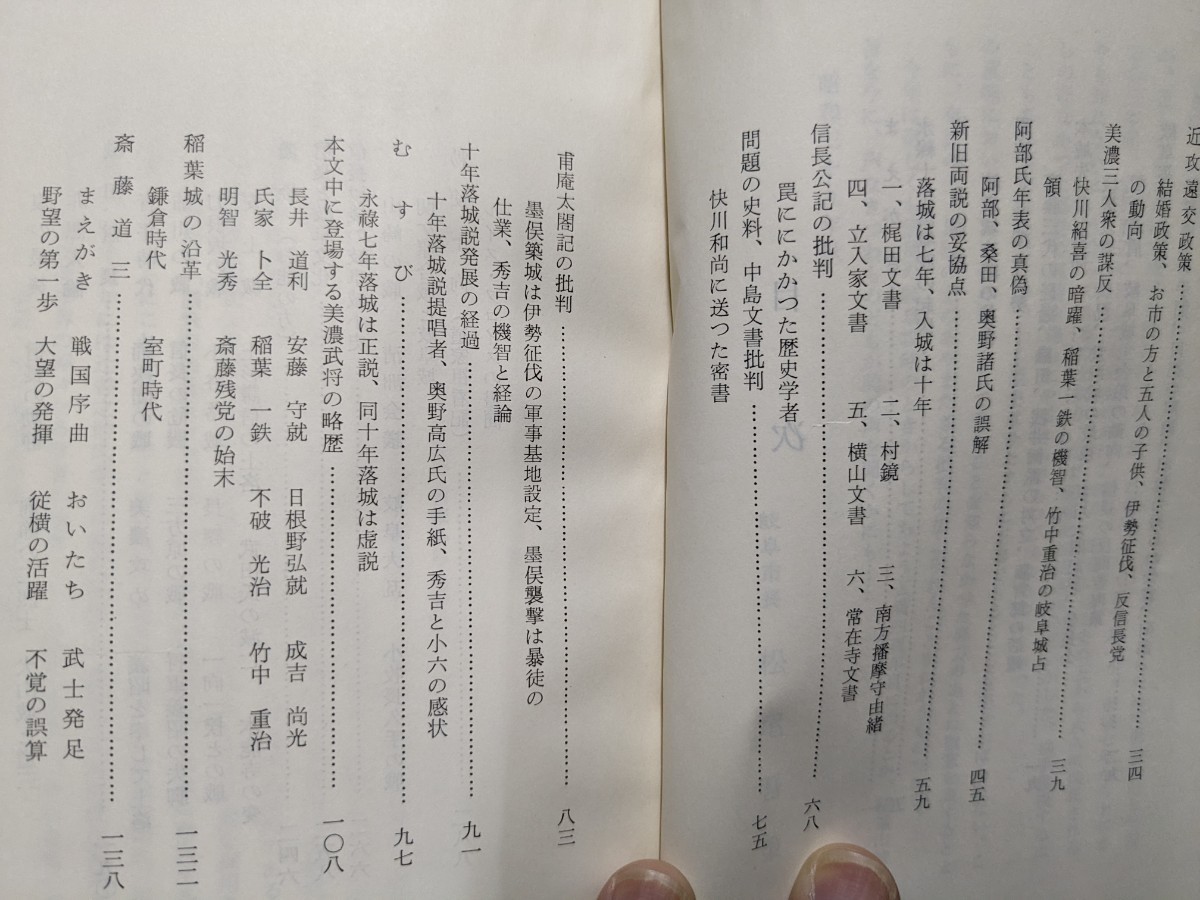 近攻遠交政策……三四
結婚政策、お市の方と五人の子供、伊勢征伐、反信長党
の動向
美濃三人衆の謀反……三九
快川紹喜の暗躍、稲葉一鉄の機智、竹中重治の岐阜城占
領
阿部氏年表の真偽……四五
阿部、桑田、奥野諸氏の誤解
新旧両説の妥協点……五九
落城は七年、入城は十年
一、梶田文書 二、村鏡 三、南方播摩守由緒
四、立入家文書 五、横山文書 六、常在寺文書
信長公記の批判……六八
罠ににかかつた歴史学者
問題の史料、中島文書批判……七五
快川和尚に送つた密書
甫庵太閤記の批判……八三
墨俣築城は伊勢征伐の軍事基地設定、墨俣襲撃は暴徒の
仕業、秀吉の機智と経論
十年落城説発展の経過……九一
十年落城説提唱者、奥野高広氏の手紙、秀吉と小六の感状
むすび……九七
永禄七年落城は正説、同十年落城は虚説
本文中に登場する美濃武将の略歴……一〇八
長井道利 安藤守就 日根野弘就 成吉尚光
氏家卜全 稲葉一鉄 不破光治 竹中重治
明智光秀 斎藤残党の始末
稲葉城の沿革……一三二
鎌倉時代 室町時代
斎藤道三……一三八
まえがき 戦国序曲 おいたち 武士発足
野望の第一歩 大望の発揮 従横の活躍 不覚の誤算